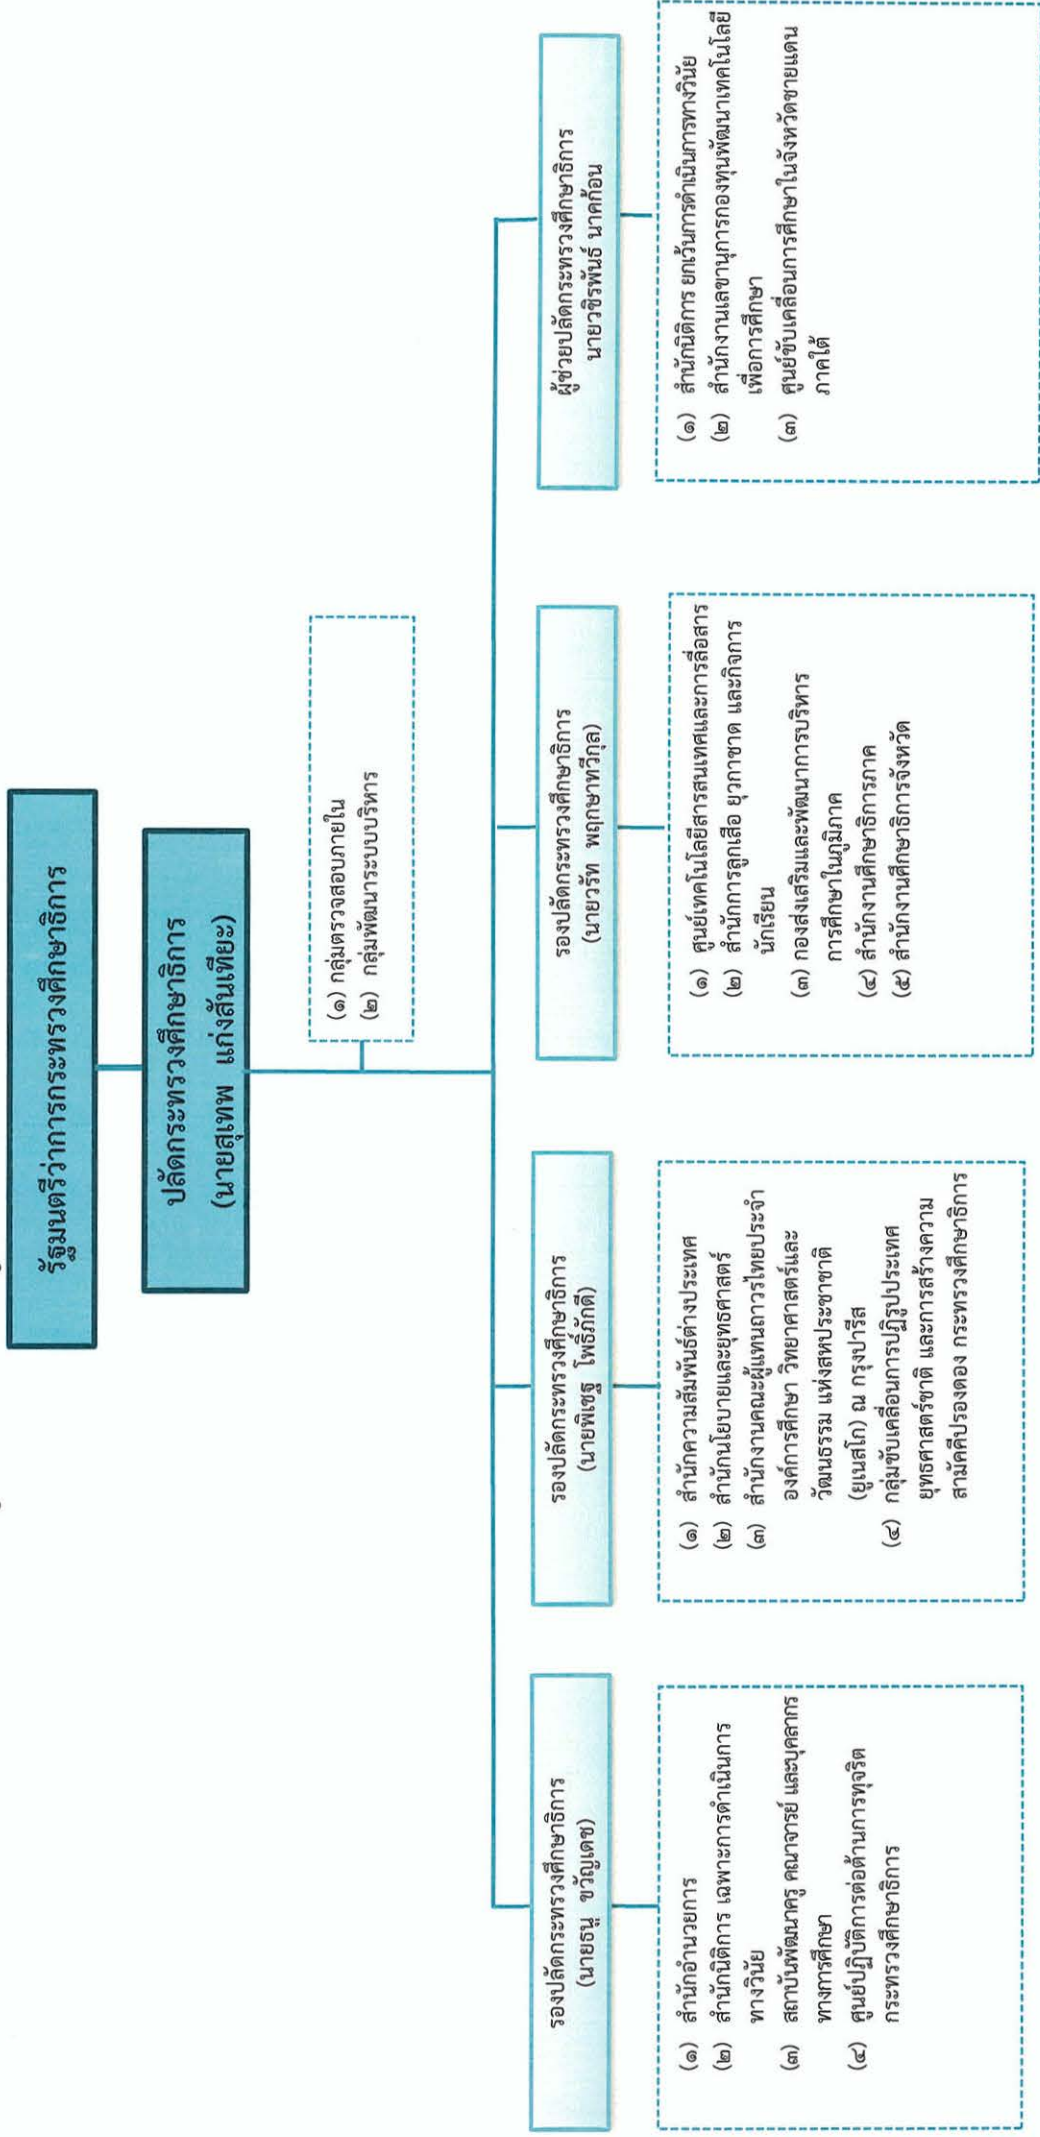 รัฐมนตรีว่าการกระทรวงศึกษาธิการ
ปลัดกระทรวงศึกษาธิการ
(นายสุเทพ แก่งสันเทียะ)
(๑) กลุ่มตรวจสอบภายใน
(๒) กลุ่มพัฒนาระบบบริหาร
รองปลัดกระทรวงศึกษาธิการ
(นายธนู ขวัญเดช)
(๑) สำนักอำนวยการ
(๒) สำนักนิติการ เฉพาะการดำเนินการ
ทางวินัย
(๓) สถาบันพัฒนาครู คณาจารย์ และบุคลากร
ทางการศึกษา
(๔) ศูนย์ปฏิบัติการต่อต้านการทุจริต
กระทรวงศึกษาธิการ
รองปลัดกระทรวงศึกษาธิการ
(นายพิเชฐ โพธิ์ภักดี)
(๑) สำนักความสัมพันธ์ต่างประเทศ
(๒) สำนักนโยบายและยุทธศาสตร์
(๓) สำนักงานคณะผู้แทนถาวรไทยประจำ
องค์การศึกษา วิทยาศาสตร์และ
วัฒนธรรม แห่งสหประชาชาติ
(ยูเนสโก) ณ กรุงปารีส
(๔) กลุ่มขับเคลื่อนการปฏิรูปประเทศ
ยุทธศาสตร์ชาติ และการสร้างความ
สามัคคีปรองดอง กระทรวงศึกษาธิการ
รองปลัดกระทรวงศึกษาธิการ
(นายวรัท พฤกษาทวีกุล)
(๑) ศูนย์เทคโนโลยีสารสนเทศและการสื่อสาร
(๒) สำนักการลูกเสือ ยุวกาชาด และกิจการ
นักเรียน
(๓) กองส่งเสริมและพัฒนาการบริหาร
การศึกษาในภูมิภาค
(๔) สำนักงานศึกษาธิการภาค
(๕) สำนักงานศึกษาธิการจังหวัด
ผู้ช่วยปลัดกระทรวงศึกษาธิการ
นายวชิรพันธ์ นาคก้อน
(๑) สำนักนิติการ ยกเว้นการดำเนินการทางวินัย
(๒) สำนักงานเลขานุการกองทุนพัฒนาเทคโนโลยี
เพื่อการศึกษา
(๓) ศูนย์ขับเคลื่อนการศึกษาในจังหวัดชายแดน
ภาคใต้